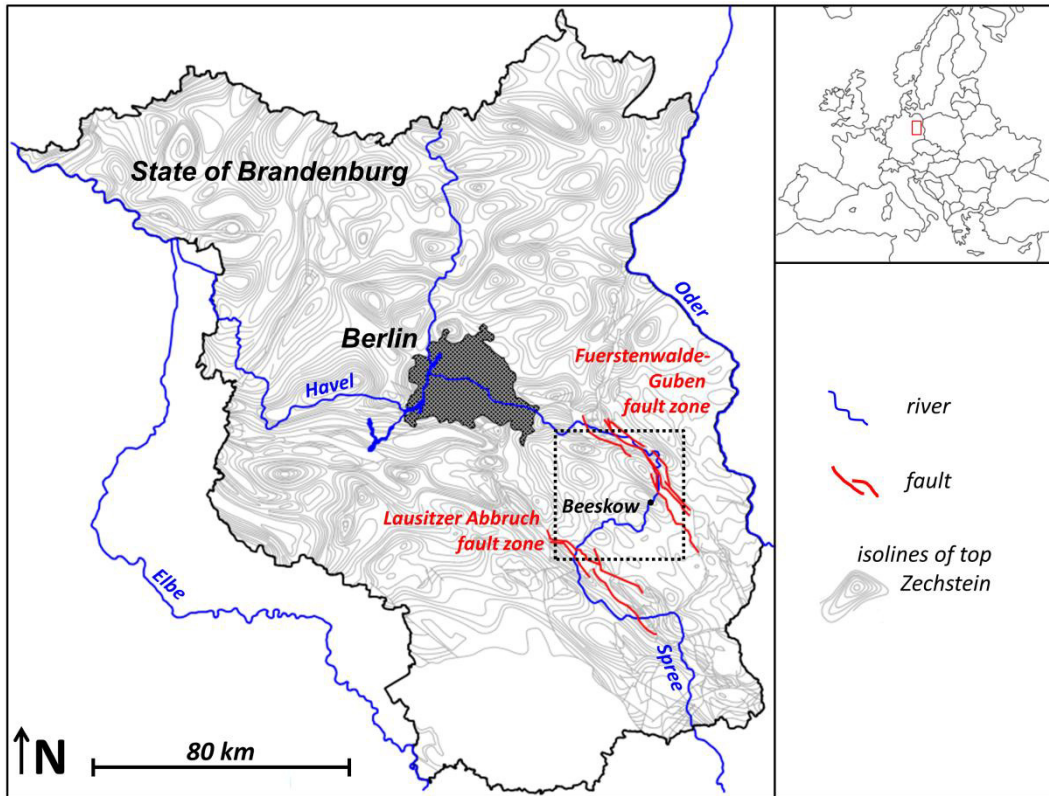 State of Brandenburg
Berlin
Havel
Oder
Fuerstenwalde-
Guben
fault zone
Beeskow
Lausitzer Abbruch
fault zone
Elbe
Spree
N
80 km
river
fault
isolines of top
Zechstein